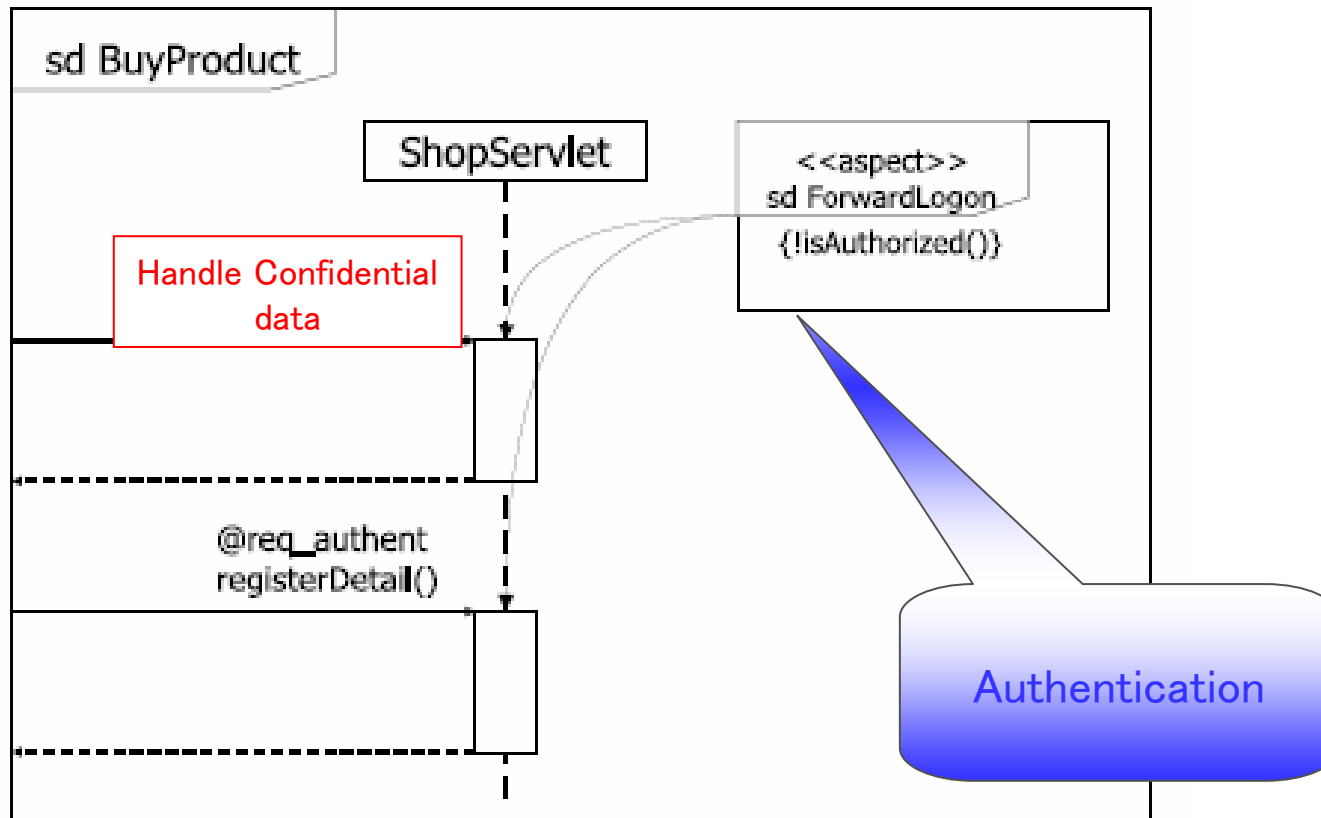 sd BuyProduct
ShopServlet
<<aspect>>
sd ForwardLogon
{!isAuthorized()}
Handle Confidential
data
@req_authent
registerDetail()
Authentication